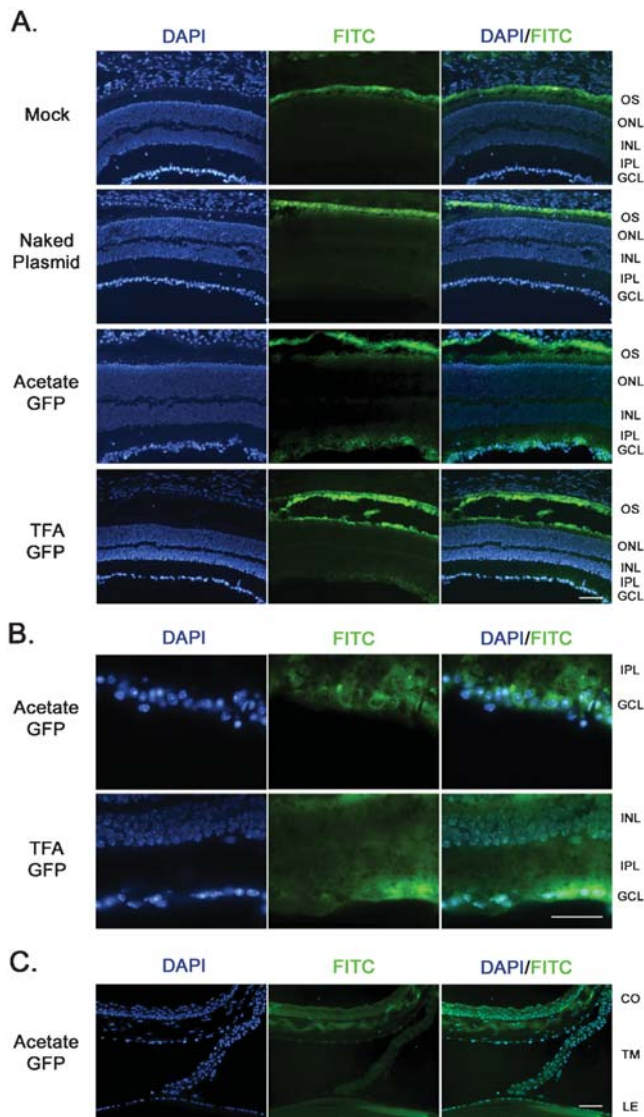 A.
DAPI FITC DAPI/FITC
Mock
OS
ONL
INL
IPL
GCL
Naked
Plasmid
OS
ONL
INL
IPL
GCL
Acetate
GFP
OS
ONL
INL
IPL
GCL
TFA
GFP
OS
ONL
INL
IPL
GCL
B.
DAPI FITC DAPI/FITC
Acetate
GFP
IPL
GCL
TFA
GFP
INL
IPL
GCL
C.
DAPI FITC DAPI/FITC
Acetate
GFP
CO
TM
LE